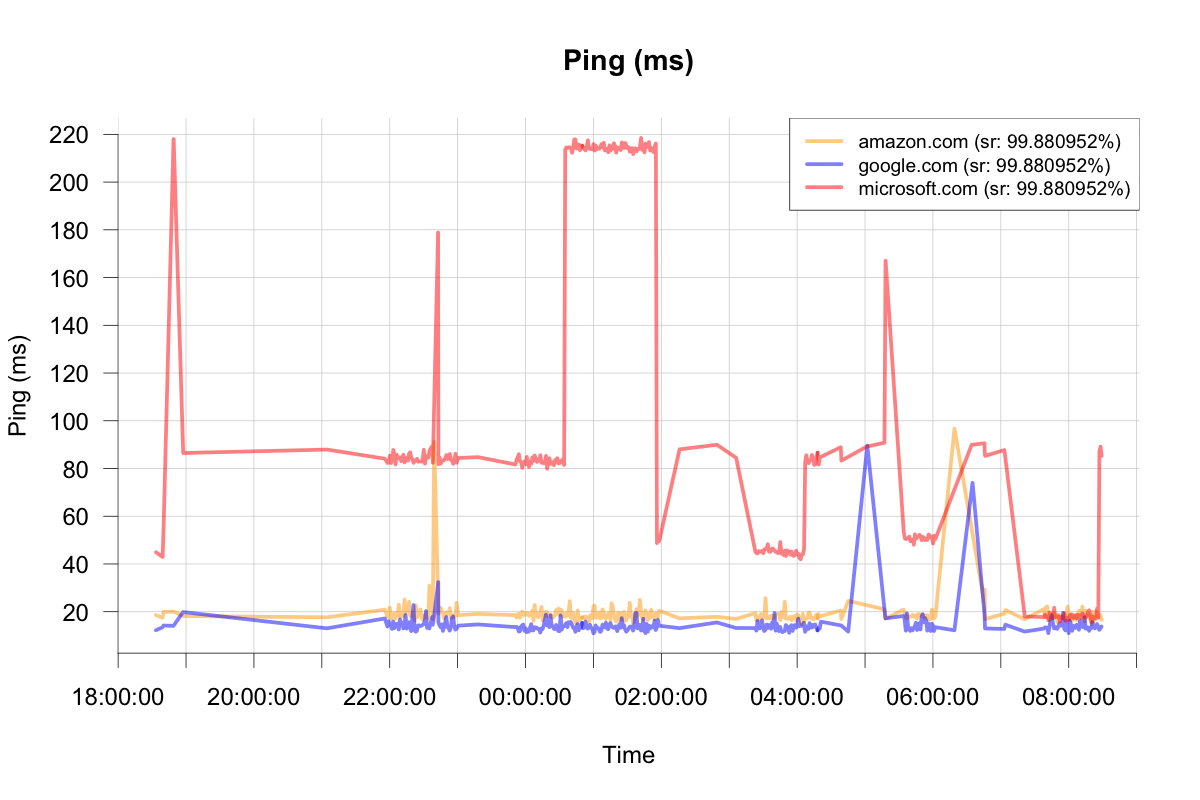 Ping (ms)
amazon.com (sr: 99.880952%)
google.com (sr: 99.880952%)
microsoft.com (sr: 99.880952%)
220
200
180
160
140
120
100
80
60
40
20
Ping (ms)
18:00:00 20:00:00 22:00:00 00:00:00 02:00:00 04:00:00 06:00:00 08:00:00
Time